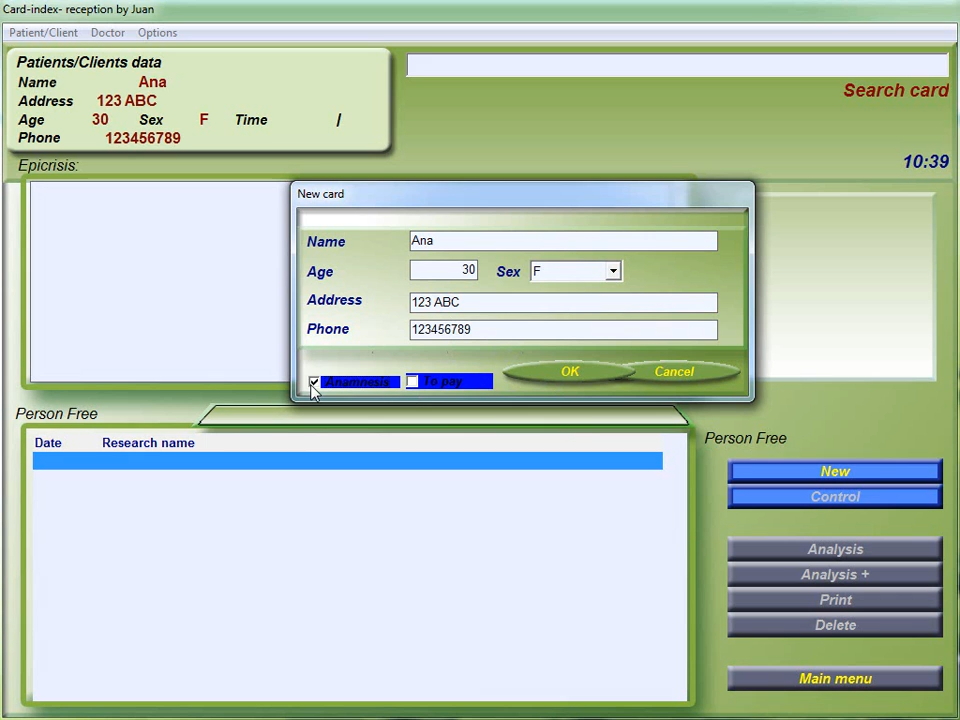 Card-index- reception by Juan
Patient/Client Doctor Options
Patients/Clients data
Name Ana
Address 123 ABC
Age 30 Sex F Time /
Phone 123456789
Search card
10:39
Epicrisis:
New card
Name Ana
Age 30 Sex F
Address 123 ABC
Phone 123456789
Anamnesis To pay OK Cancel
Person Free
Date Research name
Person Free
New
Control
Analysis
Analysis +
Print
Delete
Main menu